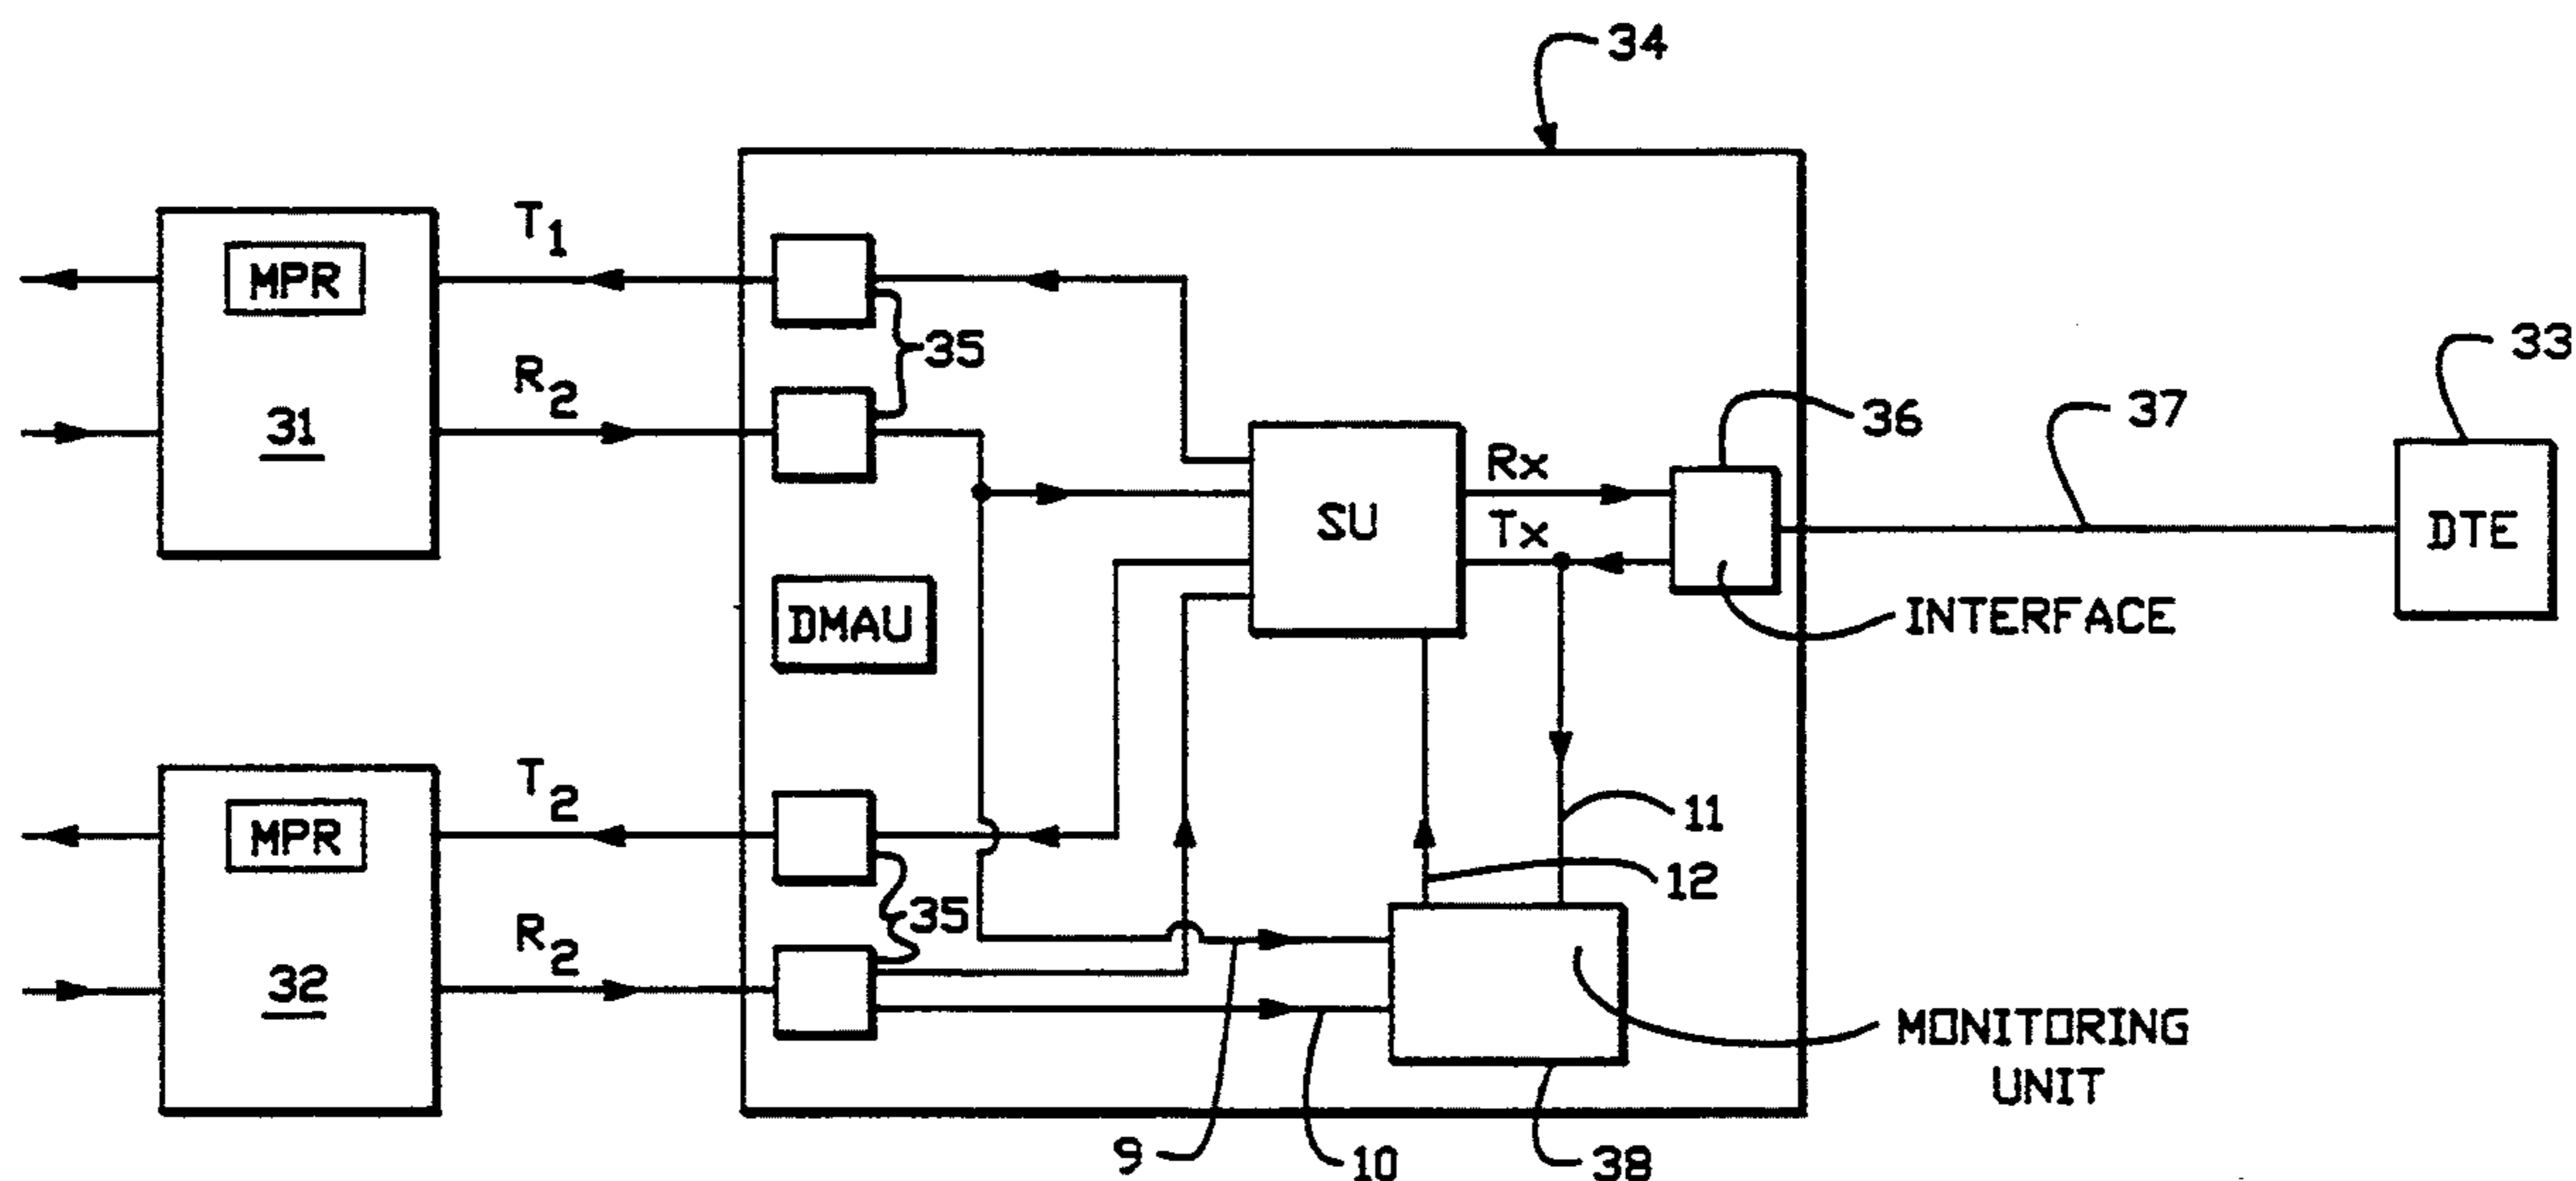 34
T1
MPR
35
33
R2
31
36
37
Rx
SU
Tx
DTE
DMAU
INTERFACE
T2
11
MPR
12
35
R2
32
MONITORING
UNIT
9
10
38